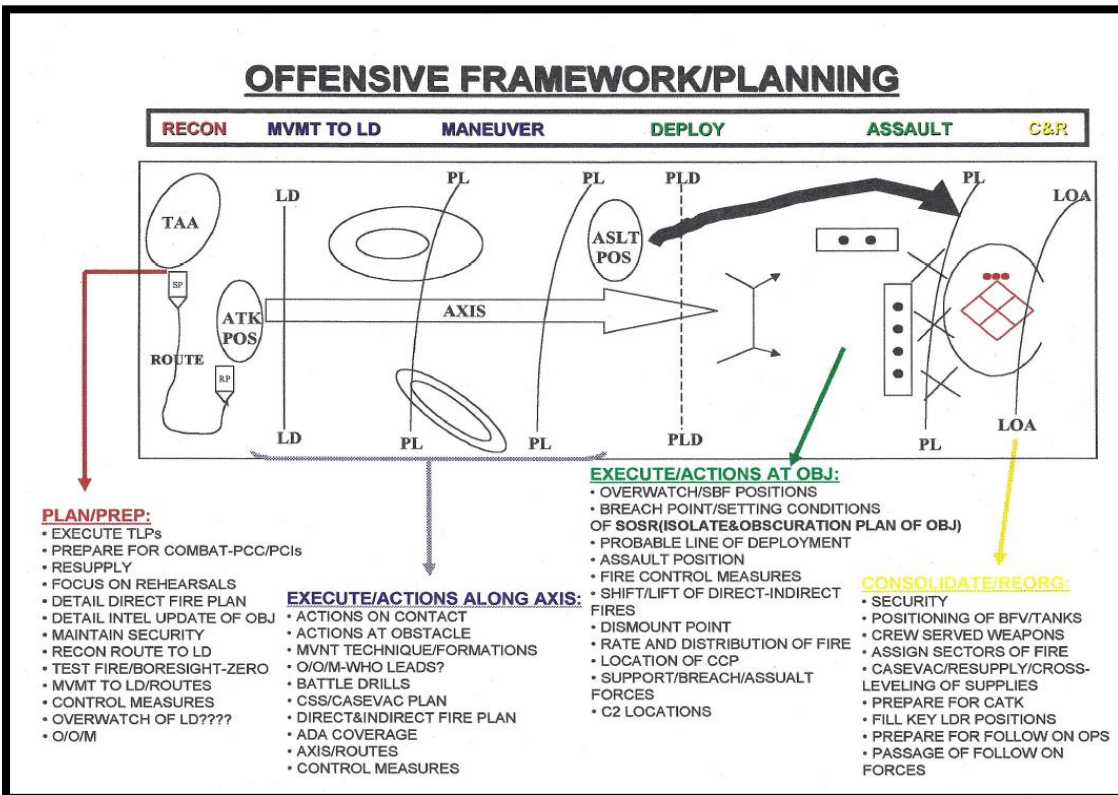 OFFENSIVE FRAMEWORK/PLANNING
RECON MVMT TO LD MANEUVER DEPLOY ASSAULT C&R
TAA
LD
PL
PL
PLD
PL
LOA
ASLT
POS
SP
ATK
POS
AXIS
ROUTE
RP
LD
PL
PL
PLD
PL
LOA
PLAN/PREP:
• EXECUTE TLPs
• PREPARE FOR COMBAT-PCC/PCIs
• RESUPPLY
• FOCUS ON REHEARSALS
• DETAIL DIRECT FIRE PLAN
• DETAIL INTEL UPDATE OF OBJ
• MAINTAIN SECURITY
• RECON ROUTE TO LD
• TEST FIRE/BORESIGHT-ZERO
• MVMT TO LD/ROUTES
• CONTROL MEASURES
• OVERWATCH OF LD????
• O/O/M
EXECUTE/ACTIONS ALONG AXIS:
• ACTIONS ON CONTACT
• ACTIONS AT OBSTACLE
• MVNT TECHNIQUE/FORMATIONS
• O/O/M-WHO LEADS?
• BATTLE DRILLS
• CSS/CASEVAC PLAN
• DIRECT&INDIRECT FIRE PLAN
• ADA COVERAGE
• AXIS/ROUTES
• CONTROL MEASURES
EXECUTE/ACTIONS AT OBJ:
• OVERWATCH/SBF POSITIONS
• BREACH POINT/SETTING CONDITIONS
OF SOSR(ISOLATE&OBSCURATION PLAN OF OBJ)
• PROBABLE LINE OF DEPLOYMENT
• ASSAULT POSITION
• FIRE CONTROL MEASURES
• SHIFT/LIFT OF DIRECT-INDIRECT
FIRES
• DISMOUNT POINT
• RATE AND DISTRIBUTION OF FIRE
• LOCATION OF CCP
• SUPPORT/BREACH/ASSUALT
FORCES
• C2 LOCATIONS
CONSOLIDATE/REORG:
• SECURITY
• POSITIONING OF BFV/TANKS
• CREW SERVED WEAPONS
• ASSIGN SECTORS OF FIRE
• CASEVAC/RESUPPLY/CROSS-
LEVELING OF SUPPLIES
• PREPARE FOR CATK
• FILL KEY LDR POSITIONS
• PREPARE FOR FOLLOW ON OPS
• PASSAGE OF FOLLOW ON
FORCES